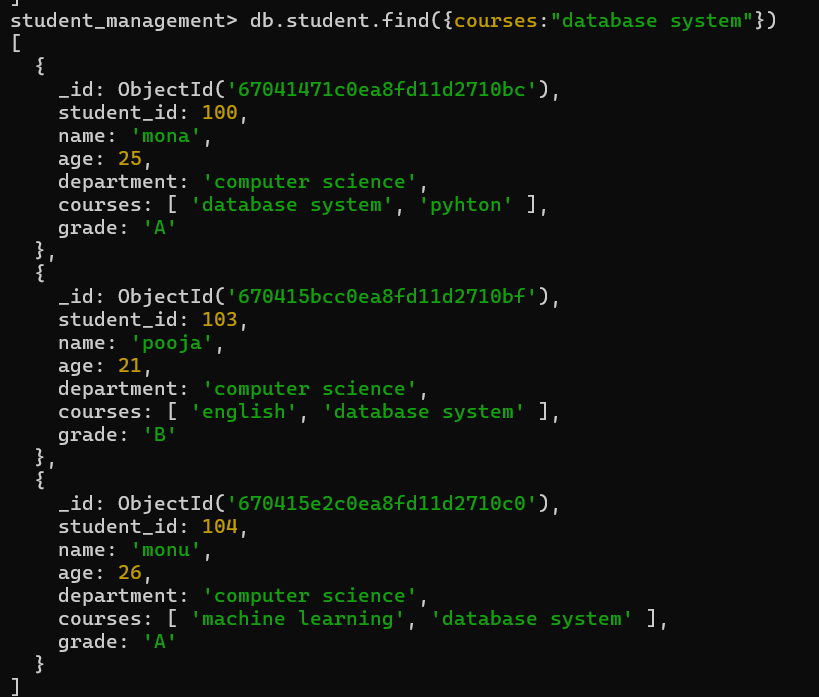 ]
student_management> db.student.find({courses:"database system"})
[
  {
    _id: ObjectId('67041471c0ea8fd11d2710bc'),
    student_id: 100,
    name: 'mona',
    age: 25,
    department: 'computer science',
    courses: [ 'database system', 'pyhton' ],
    grade: 'A'
  },
  {
    _id: ObjectId('670415bcc0ea8fd11d2710bf'),
    student_id: 103,
    name: 'pooja',
    age: 21,
    department: 'computer science',
    courses: [ 'english', 'database system' ],
    grade: 'B'
  },
  {
    _id: ObjectId('670415e2c0ea8fd11d2710c0'),
    student_id: 104,
    name: 'monu',
    age: 26,
    department: 'computer science',
    courses: [ 'machine learning', 'database system' ],
    grade: 'A'
  }
]